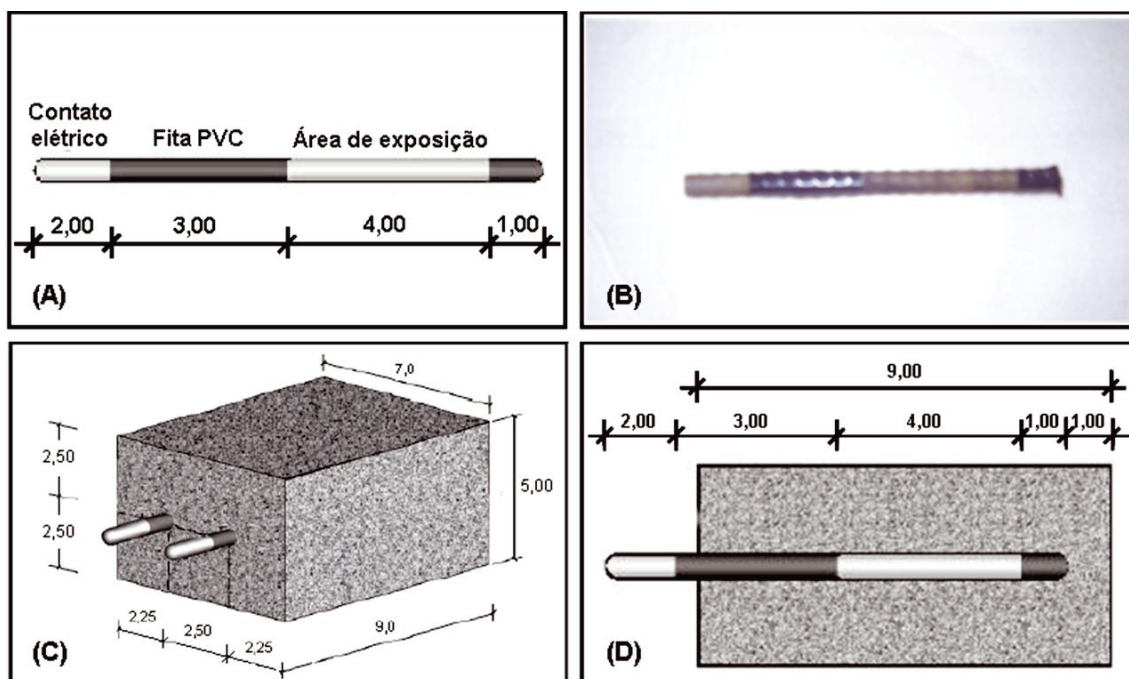 Contato
elétrico
Fita PVC
Área de exposição
2,00
3,00
4,00
1,00
(A)
(B)
7,0
2,50
2,50
5,00
2,25
2,50
2,25
9,0
(C)
9,00
2,00
3,00
4,00
1,00
1,00
(D)